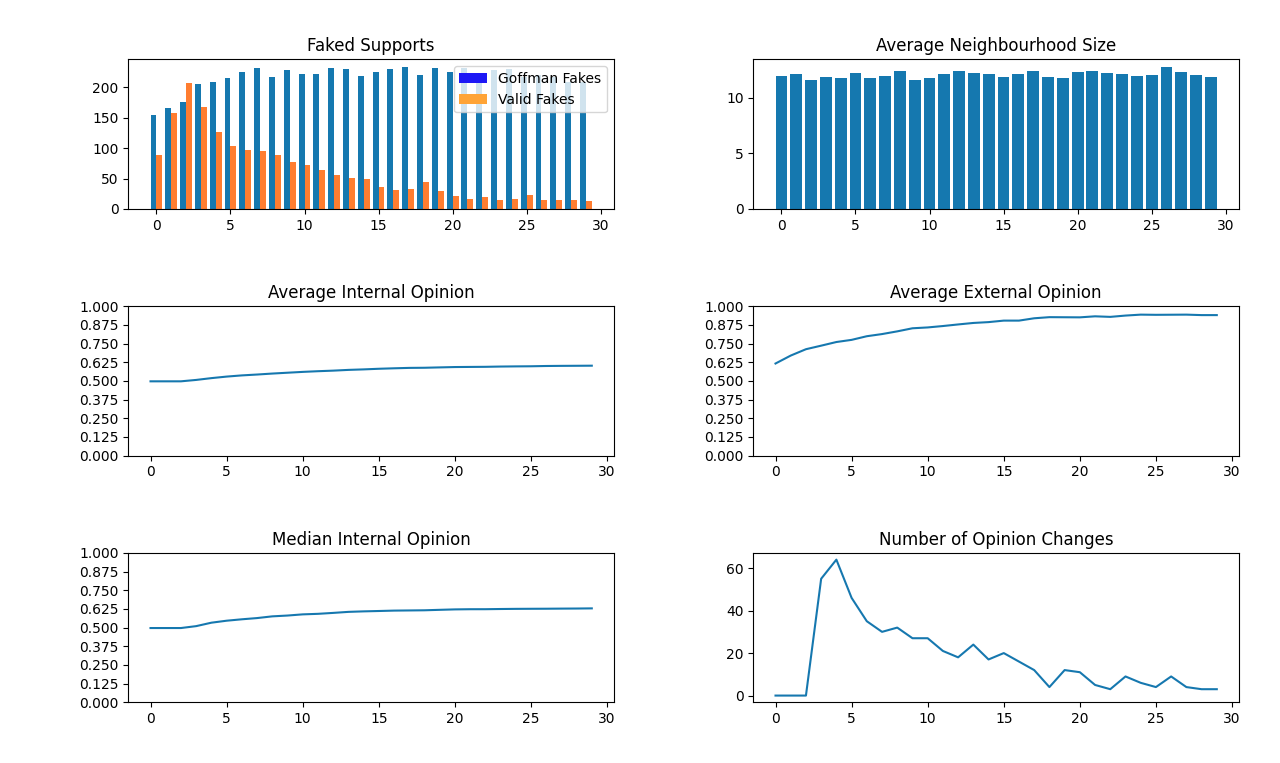 Faked Supports
Goffman Fakes
Valid Fakes
200
150
100
50
0
0 5 10 15 20 25 30
Average Neighbourhood Size
10
5
0
0 5 10 15 20 25 30
Average Internal Opinion
1.000
0.875
0.750
0.625
0.500
0.375
0.250
0.125
0.000
0 5 10 15 20 25 30
Average External Opinion
1.000
0.875
0.750
0.625
0.500
0.375
0.250
0.125
0.000
0 5 10 15 20 25 30
Median Internal Opinion
1.000
0.875
0.750
0.625
0.500
0.375
0.250
0.125
0.000
0 5 10 15 20 25 30
Number of Opinion Changes
60
40
20
0
0 5 10 15 20 25 30